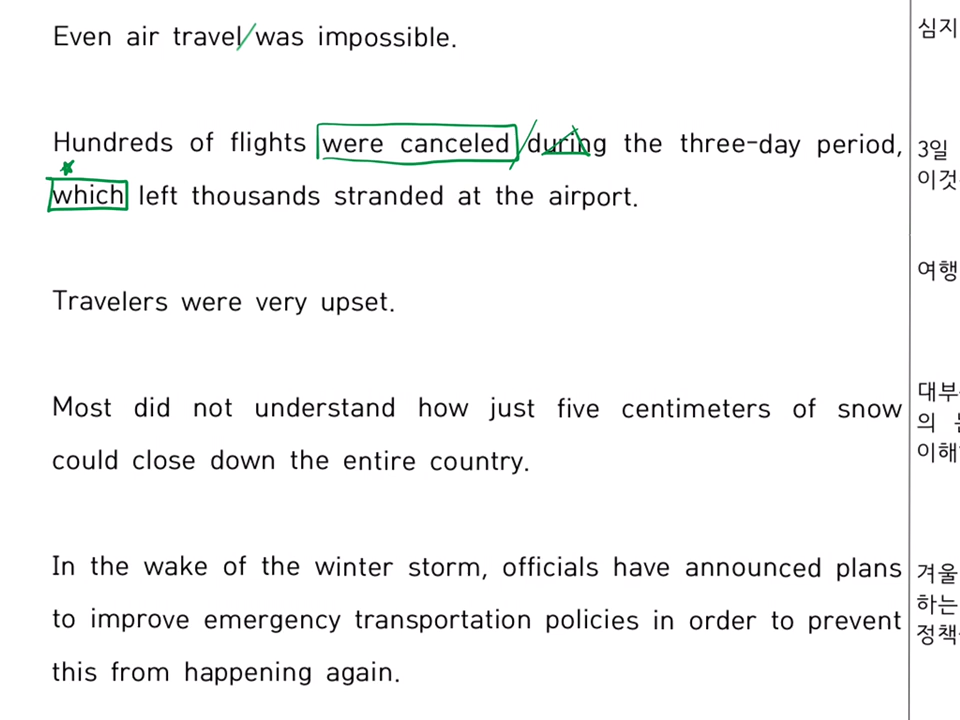 Even air travel was impossible.
Hundreds of flights were canceled during the three-day period,
which left thousands stranded at the airport.
Travelers were very upset.
Most did not understand how just five centimeters of snow
could close down the entire country.
In the wake of the winter storm, officials have announced plans
to improve emergency transportation policies in order to prevent
this from happening again.
심지
3일
이것
여행
대부
의
이해
겨울
하는
정책